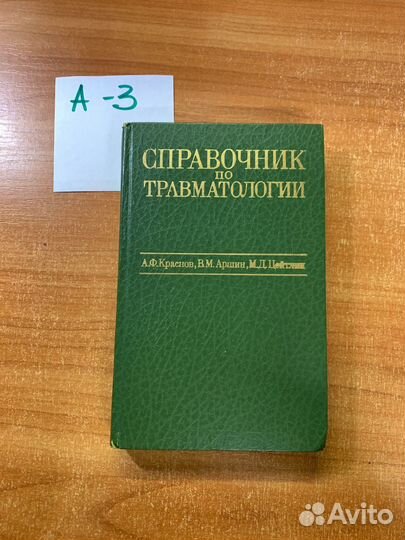 А-3
СПРАВОЧНИК
ПО
ТРАВМАТОЛОГИИ
А.Ф.Краснов, В.М.Аршин, М.Д.Цейтлин
Avito